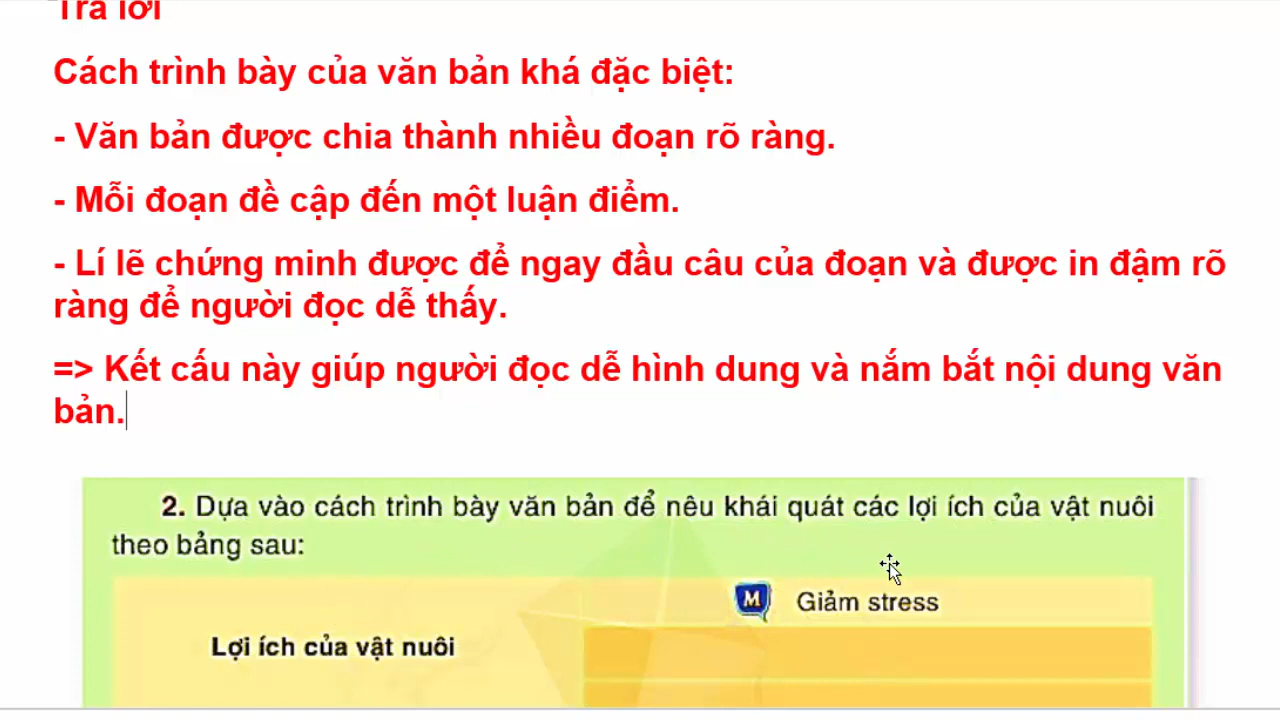 Trả lời
Cách trình bày của văn bản khá đặc biệt:
- Văn bản được chia thành nhiều đoạn rõ ràng.
- Mỗi đoạn đề cập đến một luận điểm.
- Lí lẽ chứng minh được để ngay đầu câu của đoạn và được in đậm rõ
ràng để người đọc dễ thấy.
=> Kết cấu này giúp người đọc dễ hình dung và nắm bắt nội dung văn
bản.
2. Dựa vào cách trình bày văn bản để nêu khái quát các lợi ích của vật nuôi
theo bảng sau:
M Giảm stress
Lợi ích của vật nuôi